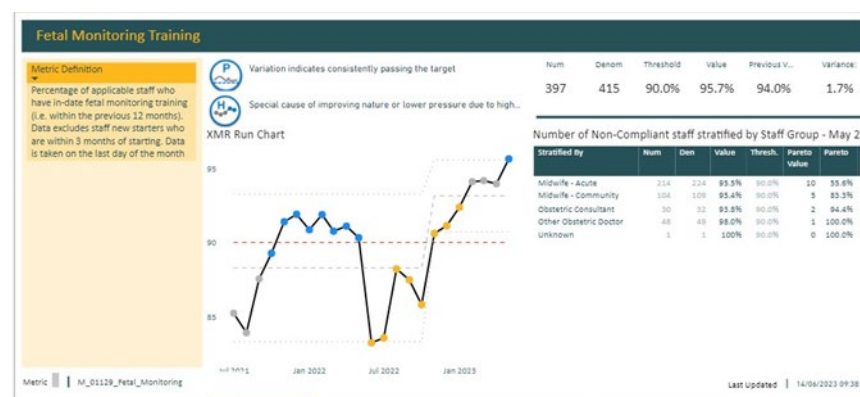 Fetal Monitoring Training
Metric Definition
Percentage of applicable staff who
have in-date fetal monitoring training
(i.e. within the previous 12 months).
Data excludes staff new starters who
are within 3 months of starting. Data
is taken on the last day of the month
P
Variation indicates consistently passing the target
H
Special cause of improving nature or lower pressure due to high..
Num Denom Threshold Value Previous V... Variance:
397 415 90.0% 95.7% 94.0% 1.7%
XMR Run Chart
95
90
85
Jul 2021 Jan 2022 Jul 2022 Jan 2023
Number of Non-Compliant staff stratified by Staff Group - May 2
Stratified By Num Den Value Thresh. Pareto Value Pareto
Midwife - Acute 214 224 95.5% 90.0% 10 55.6%
Midwife - Community 104 109 95.4% 90.0% 5 83.3%
Obstetric Consultant 30 32 93.8% 90.0% 2 94.4%
Other Obstetric Doctor 48 49 98.0% 90.0% 1 100.0%
Unknown 1 1 100% 90.0% 0 100.0%
Metric | M_01129_Fetal_Monitoring
Last Updated | 14/06/2023 09:38